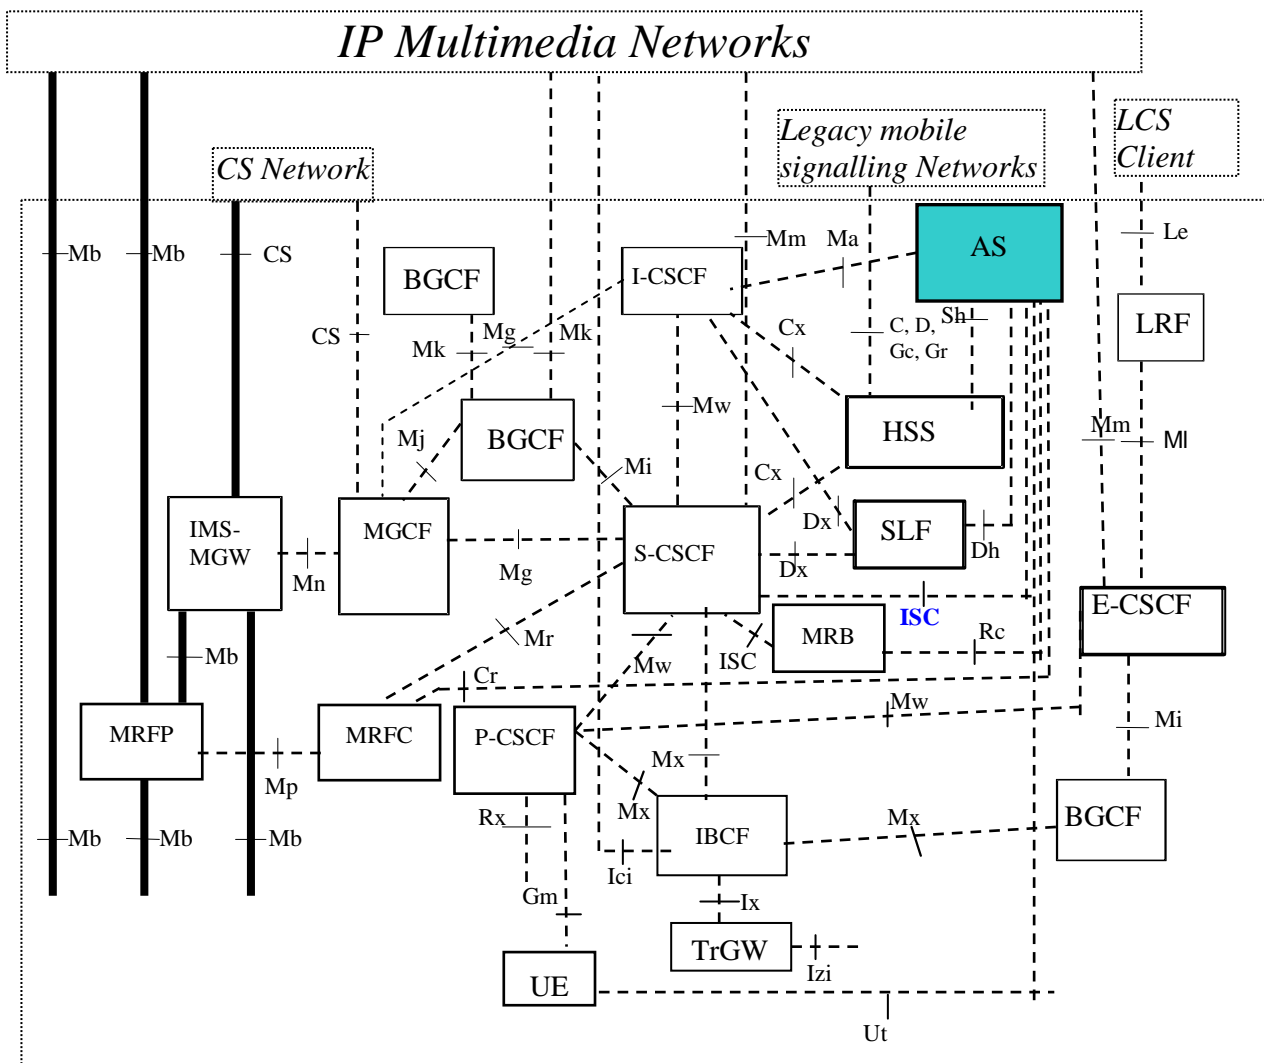 IP Multimedia Networks
CS Network
Legacy mobile
signalling Networks
LCS
Client
Mb
Mb
CS
Mm
Ma
AS
Le
BGCF
I-CSCF
CS
Mk
Mg
Mk
Cx
C, D,
Gc, Gr
Sh
LRF
Mw
Mj
BGCF
Mi
HSS
Mm
Ml
Cx
IMS-
MGW
MGCF
Mn
Mg
S-CSCF
Dx
Dx
SLF
Dh
ISC
E-CSCF
Mb
Mr
Mw
ISC
MRB
Rc
Cr
Mw
MRFP
MRFC
P-CSCF
Mi
Mp
Mx
Mx
Mb
Mb
Mb
Rx
IBCF
Mx
BGCF
Ici
Gm
Ix
UE
TrGW
Izi
Ut